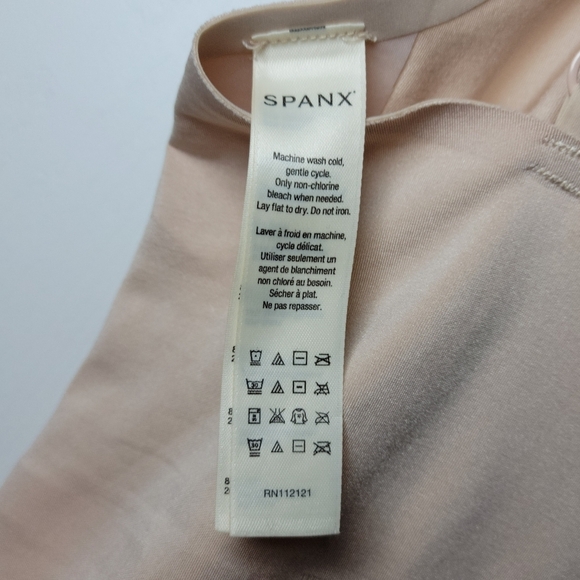 SPANX
Machine wash cold,
gentle cycle.
Only non-chlorine
bleach when needed.
Lay flat to dry. Do not iron.
Laver à froid en machine,
cycle délicat.
Utiliser seulement un
agent de blanchiment
non chloré au besoin.
Sécher à plat.
Ne pas repasser.
30
30
RN112121